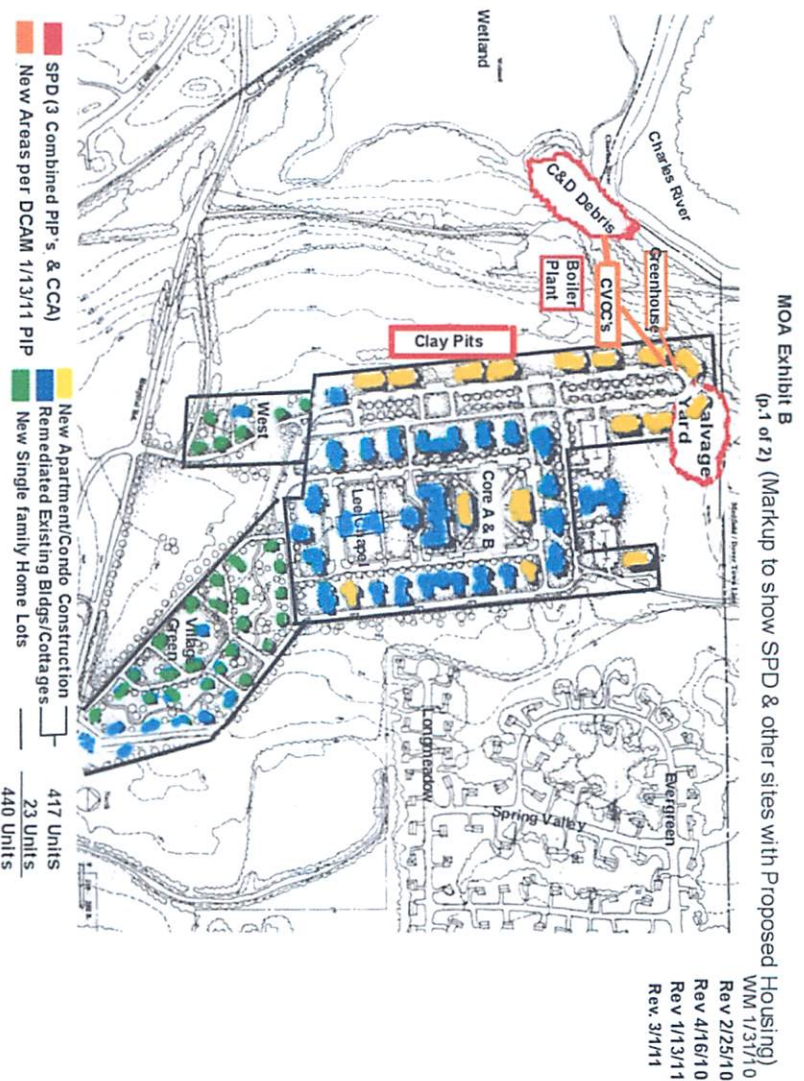 MOA Exhibit B
(p.1 of 2) (Markup to show SPD & other sites with Proposed Housing)
WM 1/31/10
Rev 2/25/10
Rev 4/16/10
Rev 1/13/11
Rev. 3/1/11
Wetland
Charles River
C&D Debris
Greenhouse
CVOC's
Boiler
Plant
Clay Pits
Salvage
Yard
Core A & B
Lee Chapel
West
Village
Green
Longmeadow
Spring Valley
Evergreen
SPD (3 Combined PIP's, & CCA)
New Areas per DCAM 1/13/11 PIP
New Apartment/Condo Construction
Remediated Existing Bldgs/Cottages
New Single family Home Lots
417 Units
23 Units
440 Units